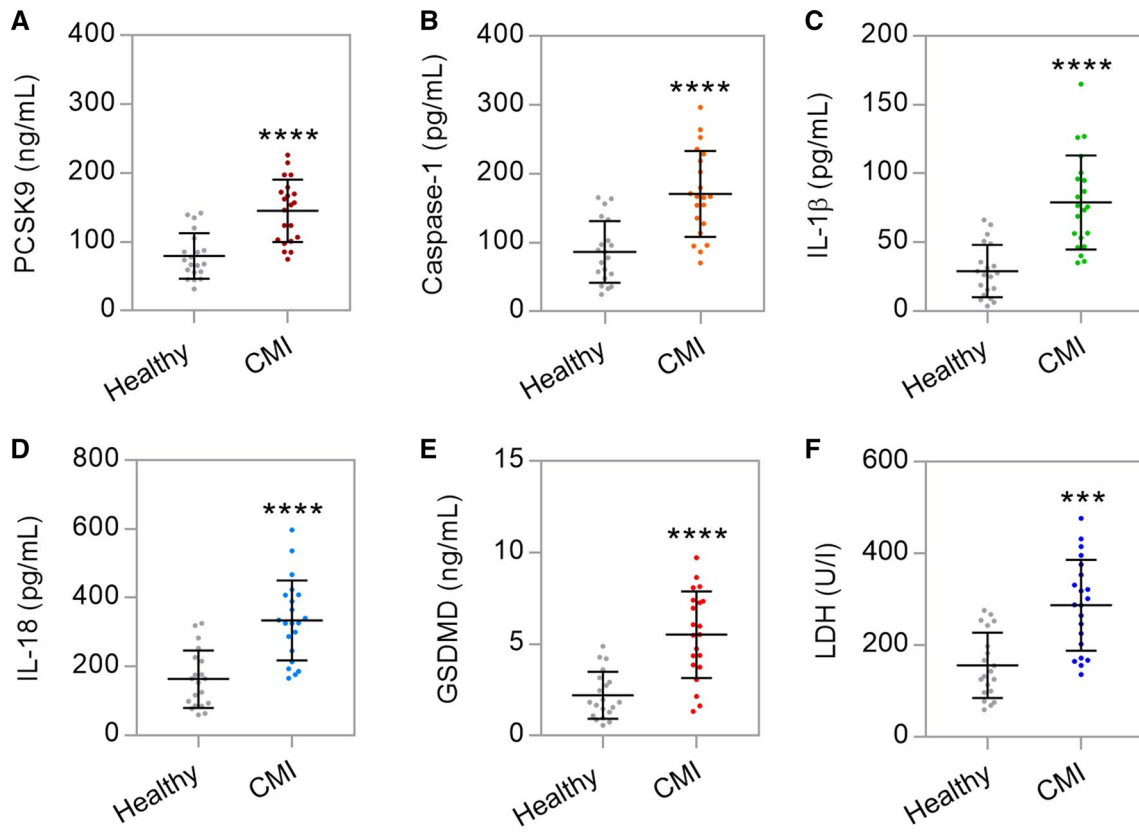 A
PCSK9 (ng/mL)
400
300
200
100
0
****
Healthy
CMI
B
Caspase-1 (pg/mL)
400
300
200
100
0
****
Healthy
CMI
C
IL-1β (pg/mL)
200
150
100
50
0
****
Healthy
CMI
D
IL-18 (pg/mL)
800
600
400
200
0
****
Healthy
CMI
E
GSDMD (ng/mL)
15
10
5
0
****
Healthy
CMI
F
LDH (U/l)
600
400
200
0
***
Healthy
CMI